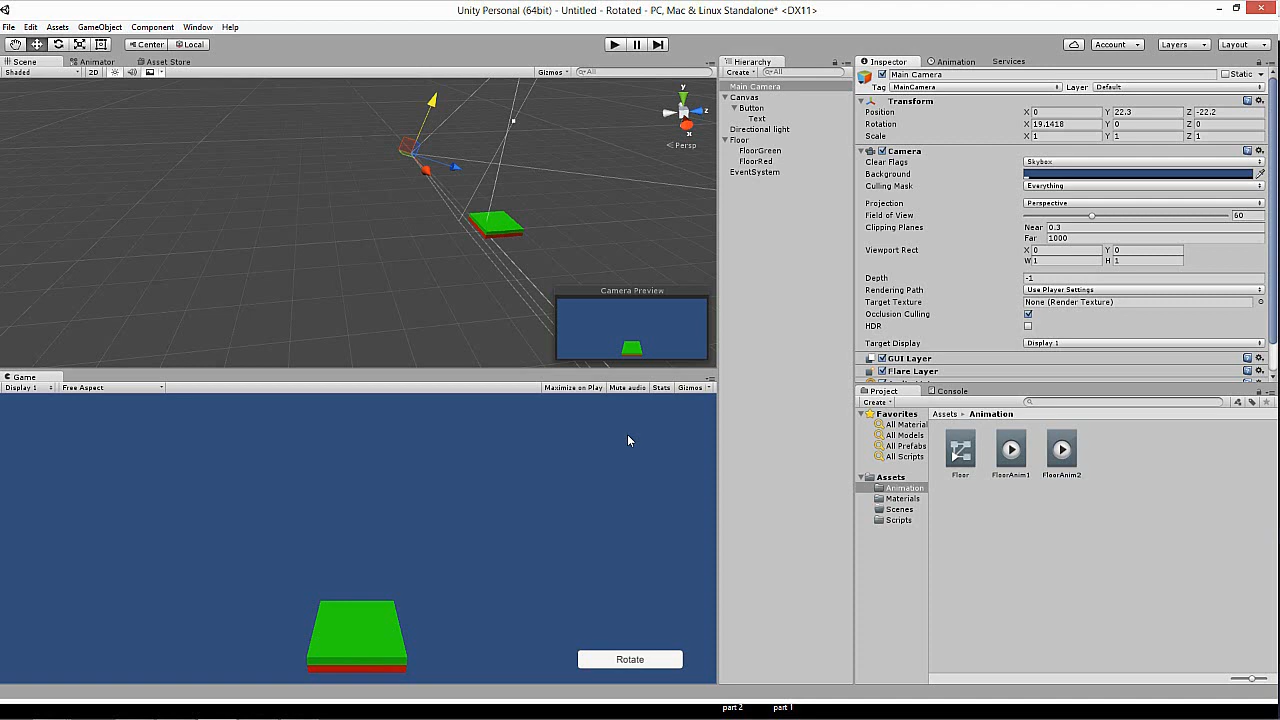 Unity Personal (64bit) - Untitled - Rotated - PC, Mac & Linux Standalone* <DX11>
File Edit Assets GameObject Component Window Help
Center Local Account Layers Layout
Scene Animator Asset Store
Shaded 2D Gizmos All
y
z
x
Persp
Camera Preview
Game
Display 1 Free Aspect Maximize on Play Mute audio Stats Gizmos
Rotate
Hierarchy
Create All
Main Camera
Canvas
Button
Text
Directional light
Floor
FloorGreen
FloorRed
EventSystem
Inspector Animation Services
Main Camera Static
Tag MainCamera Layer Default
Transform
Position X 0 Y 22.3 Z -22.2
Rotation X 19.1418 Y 0 Z 0
Scale X 1 Y 1 Z 1
Camera
Clear Flags Skybox
Background
Culling Mask Everything
Projection Perspective
Field of View 60
Clipping Planes Near 0.3
Far 1000
Viewport Rect X 0 Y 0
W 1 H 1
Depth -1
Rendering Path Use Player Settings
Target Texture None (Render Texture)
Occlusion Culling
HDR
Target Display Display 1
GUI Layer
Flare Layer
Project Console
Create
Favorites
All Material
All Models
All Prefabs
All Scripts
Assets
Animation
Materials
Scenes
Scripts
Assets Animation
Floor FloorAnim1 FloorAnim2
part 2 part 1